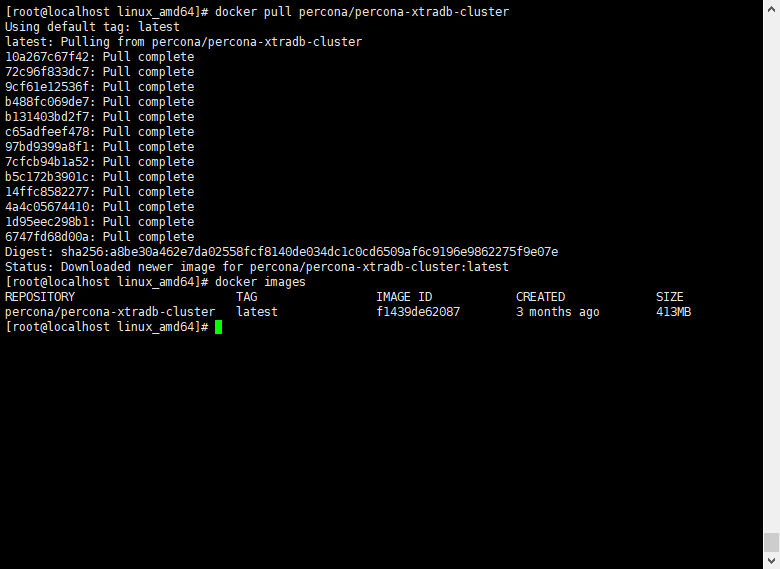 [root@localhost linux_amd64]# docker pull percona/percona-xtradb-cluster
Using default tag: latest
latest: Pulling from percona/percona-xtradb-cluster
10a267c67f42: Pull complete
72c96f833dc7: Pull complete
9cf61e12536f: Pull complete
b488fc069de7: Pull complete
b131403bd2f7: Pull complete
c65adfeef478: Pull complete
97bd9399a8f1: Pull complete
7cfcb94b1a52: Pull complete
b5c172b3901c: Pull complete
14ffc8582277: Pull complete
4a4c05674410: Pull complete
1d95eec298b1: Pull complete
6747fd68d00a: Pull complete
Digest: sha256:a8be30a462e7da02558fcf8140de034dc1c0cd6509af6c9196e9862275f9e07e
Status: Downloaded newer image for percona/percona-xtradb-cluster:latest
[root@localhost linux_amd64]# docker images
REPOSITORY                       TAG                 IMAGE ID            CREATED             SIZE
percona/percona-xtradb-cluster   latest              f1439de62087        3 months ago        413MB
[root@localhost linux_amd64]#